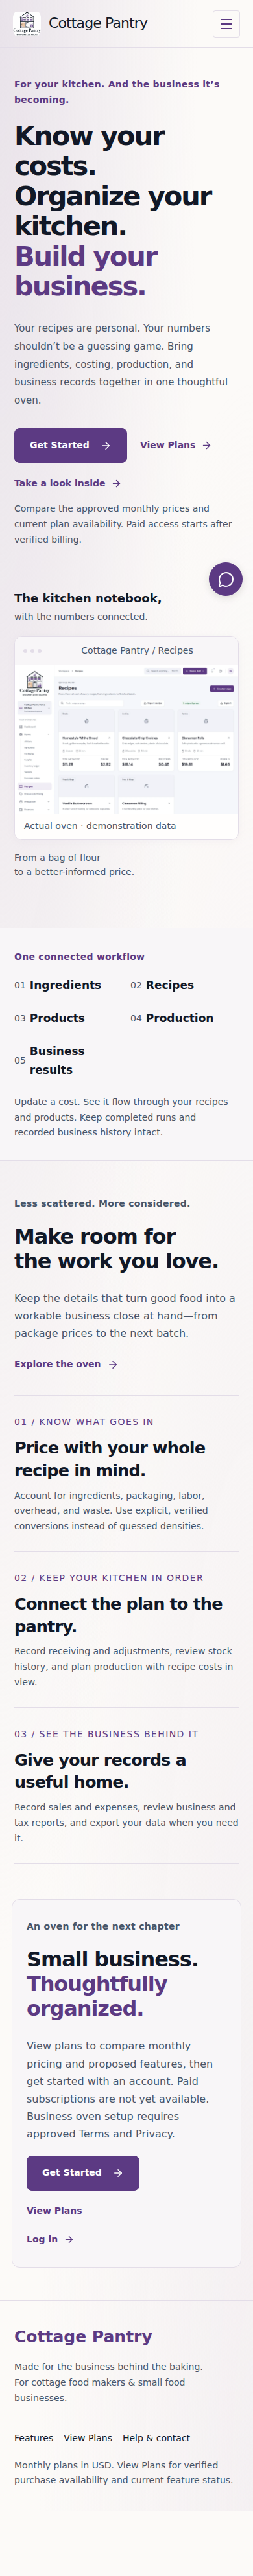 Cottage Pantry
For your kitchen. And the business it’s
becoming.
Know your
costs.
Organize your
kitchen.
Build your
business.
Your recipes are personal. Your numbers
shouldn’t be a guessing game. Bring
ingredients, costing, production, and
business records together in one thoughtful
oven.
Get Started
View Plans
Take a look inside
Compare the approved monthly prices and
current plan availability. Paid access starts after
verified billing.
The kitchen notebook,
with the numbers connected.
Cottage Pantry / Recipes
Cottage Pantry
Recipes
Homestyle White Bread
Chocolate Chip Cookies
Cinnamon Rolls
Vanilla Buttercream
Cinnamon Filling
Actual oven · demonstration data
From a bag of flour
to a better-informed price.
One connected workflow
01 Ingredients
02 Recipes
03 Products
04 Production
05 Business
results
Update a cost. See it flow through your recipes
and products. Keep completed runs and
recorded business history intact.
Less scattered. More considered.
Make room for
the work you love.
Keep the details that turn good food into a
workable business close at hand—from
package prices to the next batch.
Explore the oven
01 / KNOW WHAT GOES IN
Price with your whole
recipe in mind.
Account for ingredients, packaging, labor,
overhead, and waste. Use explicit, verified
conversions instead of guessed densities.
02 / KEEP YOUR KITCHEN IN ORDER
Connect the plan to the
pantry.
Record receiving and adjustments, review stock
history, and plan production with recipe costs in
view.
03 / SEE THE BUSINESS BEHIND IT
Give your records a
useful home.
Record sales and expenses, review business and
tax reports, and export your data when you need
it.
An oven for the next chapter
Small business.
Thoughtfully
organized.
View plans to compare monthly
pricing and proposed features, then
get started with an account. Paid
subscriptions are not yet available.
Business oven setup requires
approved Terms and Privacy.
Get Started
View Plans
Log in
Cottage Pantry
Made for the business behind the baking.
For cottage food makers & small food
businesses.
Features
View Plans
Help & contact
Monthly plans in USD. View Plans for verified
purchase availability and current feature status.